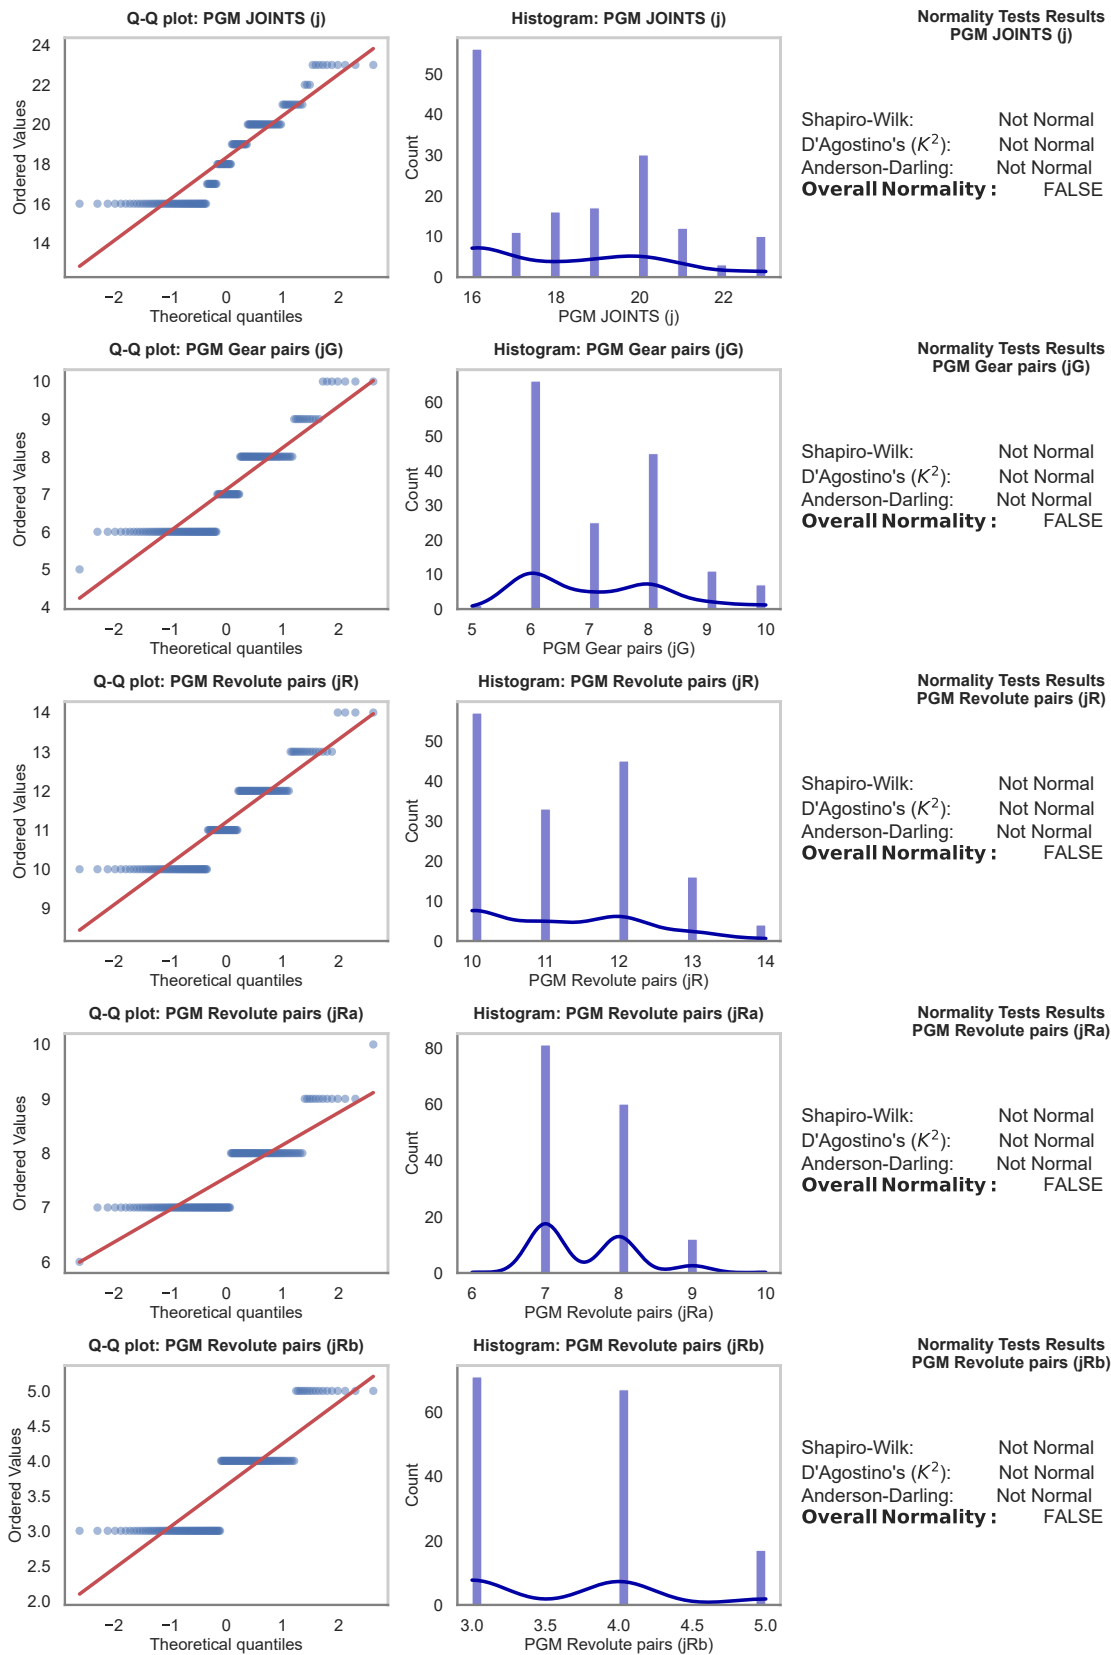 Q-Q plot: PGM JOINTS (j)
Ordered Values
24
22
20
18
16
14
−2 −1 0 1 2
Theoretical quantiles
Histogram: PGM JOINTS (j)
Count
50
40
30
20
10
0
16 18 20 22
PGM JOINTS (j)
Normality Tests Results
PGM JOINTS (j)
Shapiro-Wilk: Not Normal
D'Agostino's (K²): Not Normal
Anderson-Darling: Not Normal
Overall Normality: FALSE
Q-Q plot: PGM Gear pairs (jG)
Ordered Values
10
9
8
7
6
5
4
−2 −1 0 1 2
Theoretical quantiles
Histogram: PGM Gear pairs (jG)
Count
60
50
40
30
20
10
0
5 6 7 8 9 10
PGM Gear pairs (jG)
Normality Tests Results
PGM Gear pairs (jG)
Shapiro-Wilk: Not Normal
D'Agostino's (K²): Not Normal
Anderson-Darling: Not Normal
Overall Normality: FALSE
Q-Q plot: PGM Revolute pairs (jR)
Ordered Values
14
13
12
11
10
9
−2 −1 0 1 2
Theoretical quantiles
Histogram: PGM Revolute pairs (jR)
Count
50
40
30
20
10
0
10 11 12 13 14
PGM Revolute pairs (jR)
Normality Tests Results
PGM Revolute pairs (jR)
Shapiro-Wilk: Not Normal
D'Agostino's (K²): Not Normal
Anderson-Darling: Not Normal
Overall Normality: FALSE
Q-Q plot: PGM Revolute pairs (jRa)
Ordered Values
10
9
8
7
6
−2 −1 0 1 2
Theoretical quantiles
Histogram: PGM Revolute pairs (jRa)
Count
80
60
40
20
0
6 7 8 9 10
PGM Revolute pairs (jRa)
Normality Tests Results
PGM Revolute pairs (jRa)
Shapiro-Wilk: Not Normal
D'Agostino's (K²): Not Normal
Anderson-Darling: Not Normal
Overall Normality: FALSE
Q-Q plot: PGM Revolute pairs (jRb)
Ordered Values
5.0
4.5
4.0
3.5
3.0
2.5
2.0
−2 −1 0 1 2
Theoretical quantiles
Histogram: PGM Revolute pairs (jRb)
Count
60
40
20
0
3.0 3.5 4.0 4.5 5.0
PGM Revolute pairs (jRb)
Normality Tests Results
PGM Revolute pairs (jRb)
Shapiro-Wilk: Not Normal
D'Agostino's (K²): Not Normal
Anderson-Darling: Not Normal
Overall Normality: FALSE